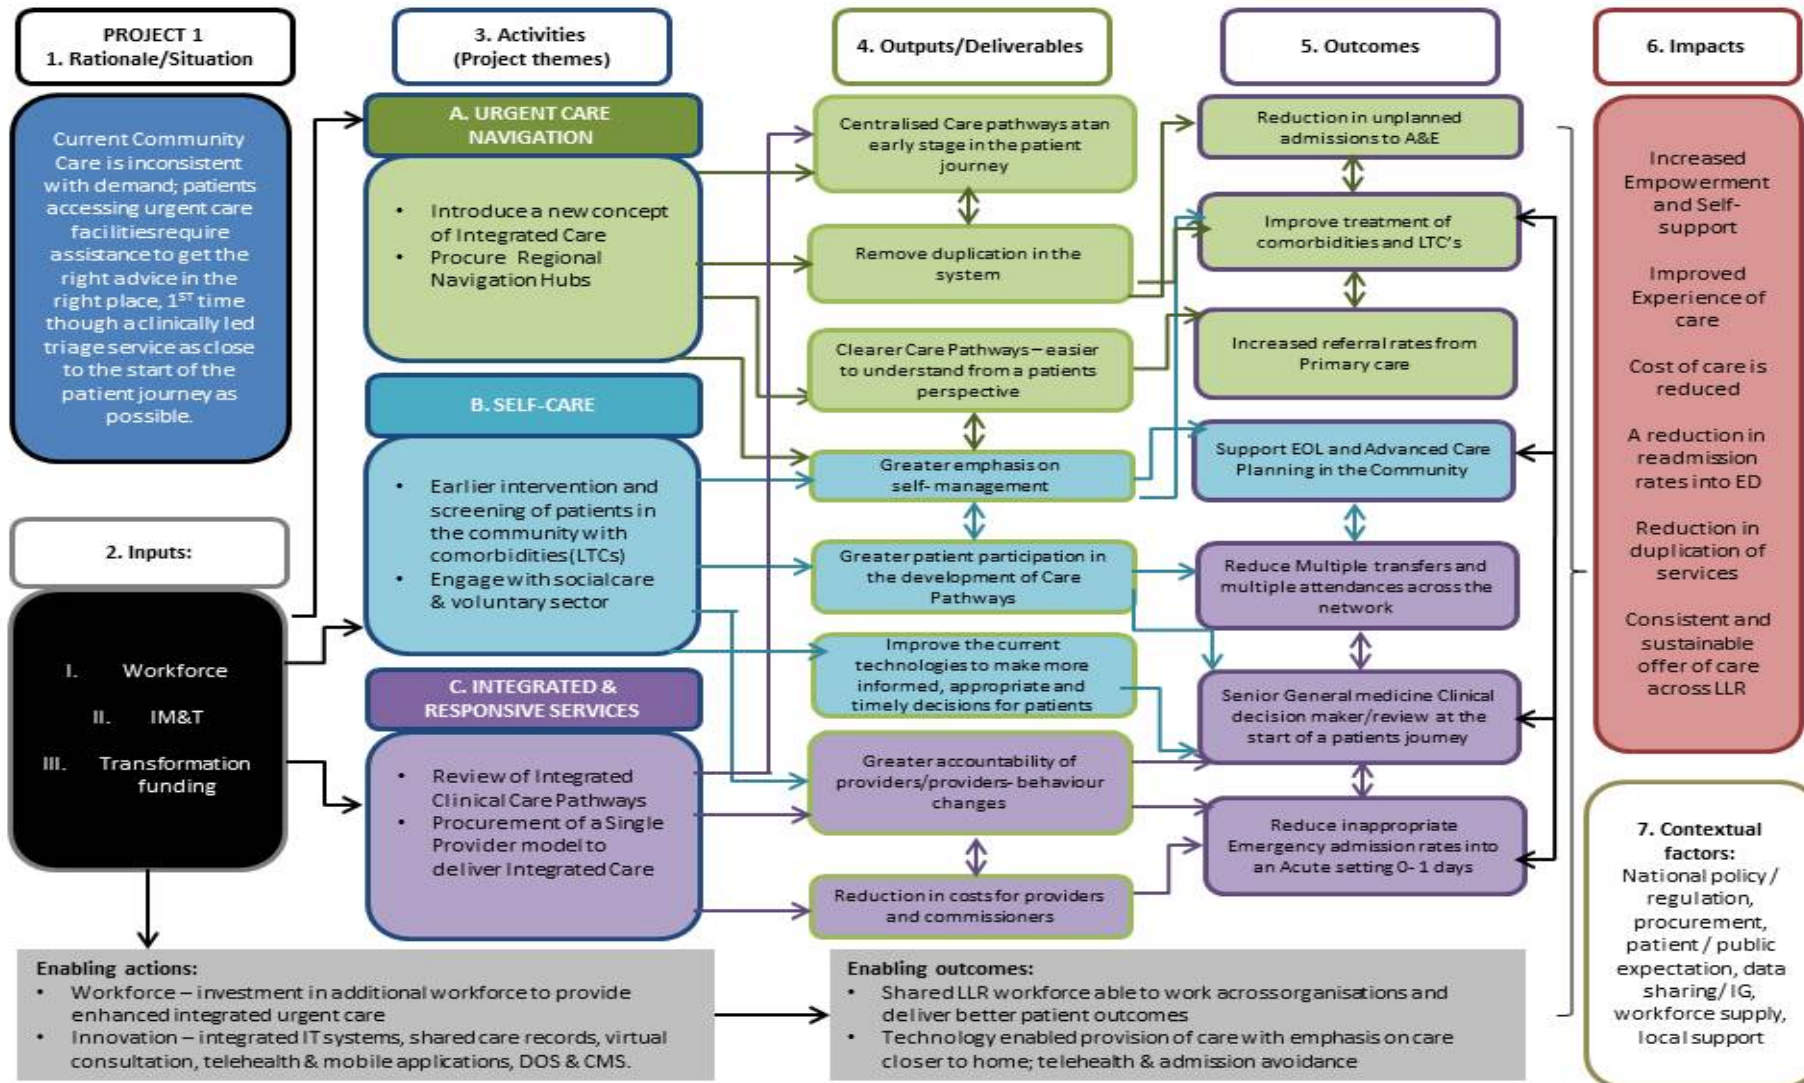 PROJECT 1
1. Rationale/Situation
Current Community
Care is inconsistent
with demand; patients
accessing urgent care
facilitiesrequire
assistance to get the
right advice in the
right place, 1ST time
though a clinically led
triage service as close
to the start of the
patient journey as
possible.
2. Inputs:
I. Workforce
II. IM&T
III. Transformation
funding
3. Activities
(Project themes)
A. URGENT CARE
NAVIGATION
• Introduce a new concept
of Integrated Care
• Procure Regional
Navigation Hubs
B. SELF-CARE
• Earlier intervention and
screening of patients in
the community with
comorbidities(LTCs)
• Engage with social care
& voluntary sector
C. INTEGRATED &
RESPONSIVE SERVICES
• Review of Integrated
Clinical Care Pathways
• Procurement of a Single
Provider model to
deliver Integrated Care
4. Outputs/Deliverables
Centralised Care pathways at an
early stage in the patient
journey
Remove duplication in the
system
Clearer Care Pathways – easier
to understand from a patients
perspective
Greater emphasis on
self- management
Greater patient participation in
the development of Care
Pathways
Improve the current
technologies to make more
informed, appropriate and
timely decisions for patients
Greater accountability of
providers/providers- behaviour
changes
Reduction in costs for providers
and commissioners
5. Outcomes
Reduction in unplanned
admissions to A&E
Improve treatment of
comorbidities and LTC's
Increased referral rates from
Primary care
Support EOL and Advanced Care
Planning in the Community
Reduce Multiple transfers and
multiple attendances across the
network
Senior General medicine Clinical
decision maker/review at the
start of a patients journey
Reduce inappropriate
Emergency admission rates into
an Acute setting 0- 1 days
6. Impacts
Increased
Empowerment
and Self-
support
Improved
Experience of
care
Cost of care is
reduced
A reduction in
readmission
rates into ED
Reduction in
duplication of
services
Consistent and
sustainable
offer of care
across LLR
7. Contextual
factors:
National policy /
regulation,
procurement,
patient / public
expectation, data
sharing/ IG,
workforce supply,
local support
Enabling actions:
• Workforce – investment in additional workforce to provide
enhanced integrated urgent care
• Innovation – integrated IT systems, shared care records, virtual
consultation, telehealth & mobile applications, DOS & CMS.
Enabling outcomes:
• Shared LLR workforce able to work across organisations and
deliver better patient outcomes
• Technology enabled provision of care with emphasis on care
closer to home; telehealth & admission avoidance